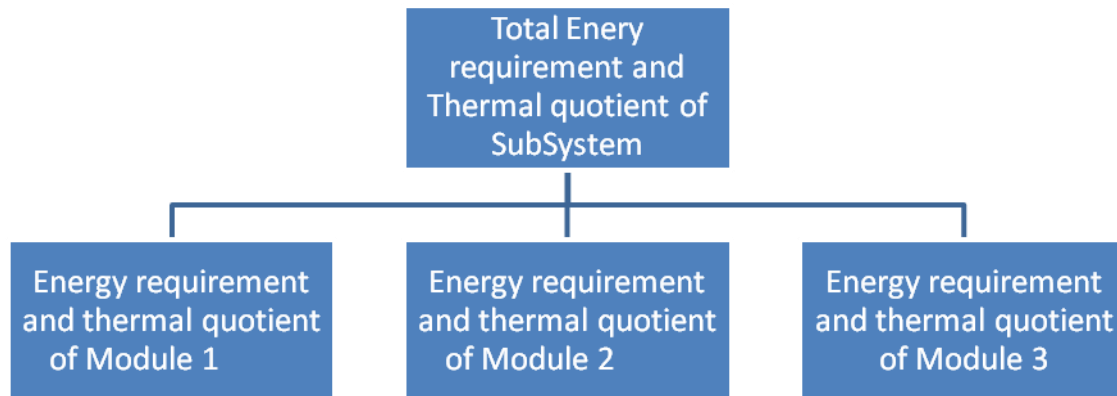 Total Enery
requirement and
Thermal quotient of
SubSystem
Energy requirement
and thermal quotient
of Module 1
Energy requirement
and thermal quotient
of Module 2
Energy requirement
and thermal quotient
of Module 3